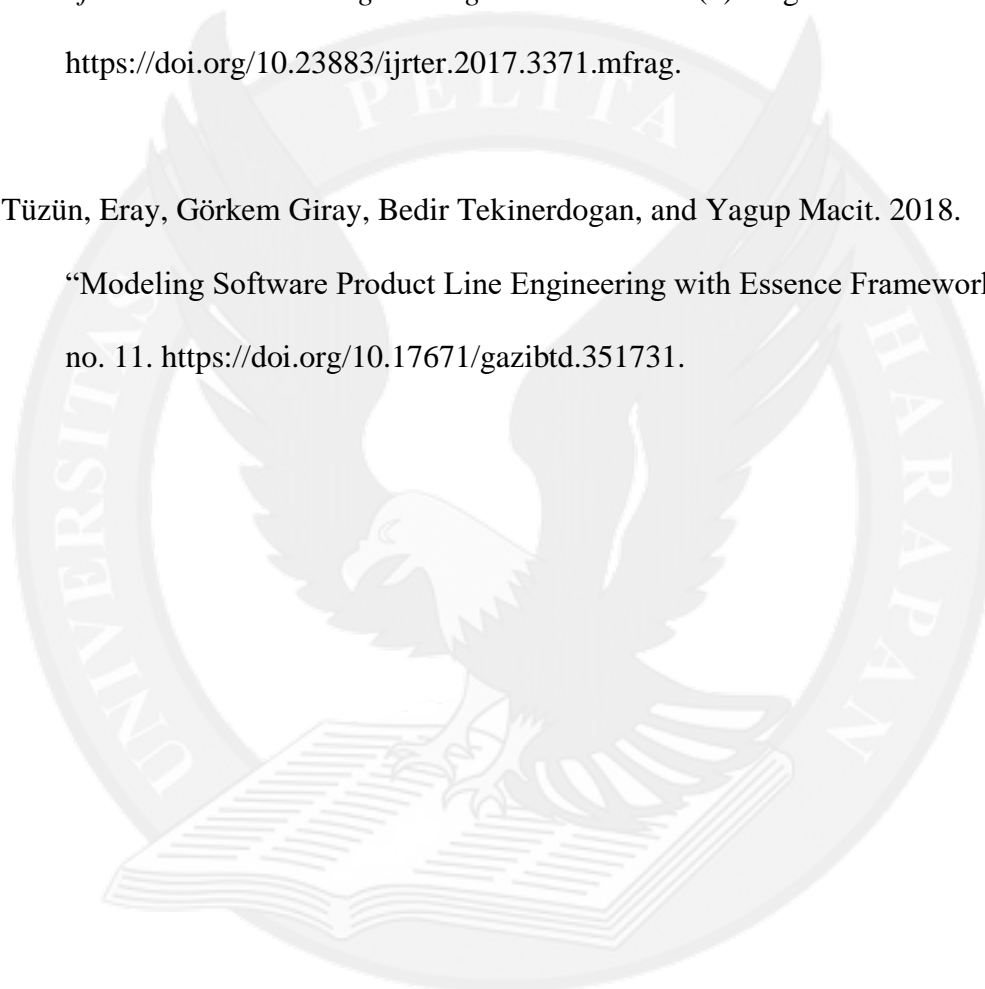 https://doi.org/10.23883/ijrter.2017.3371.mfrag.
Tüzün, Eray, Görkem Giray, Bedir Tekinerdogan, and Yagup Macit. 2018.
“Modeling Software Product Line Engineering with Essence Framework
no. 11. https://doi.org/10.17671/gazibtd.351731.
UNIVERSITAS PELITA HARAPAN